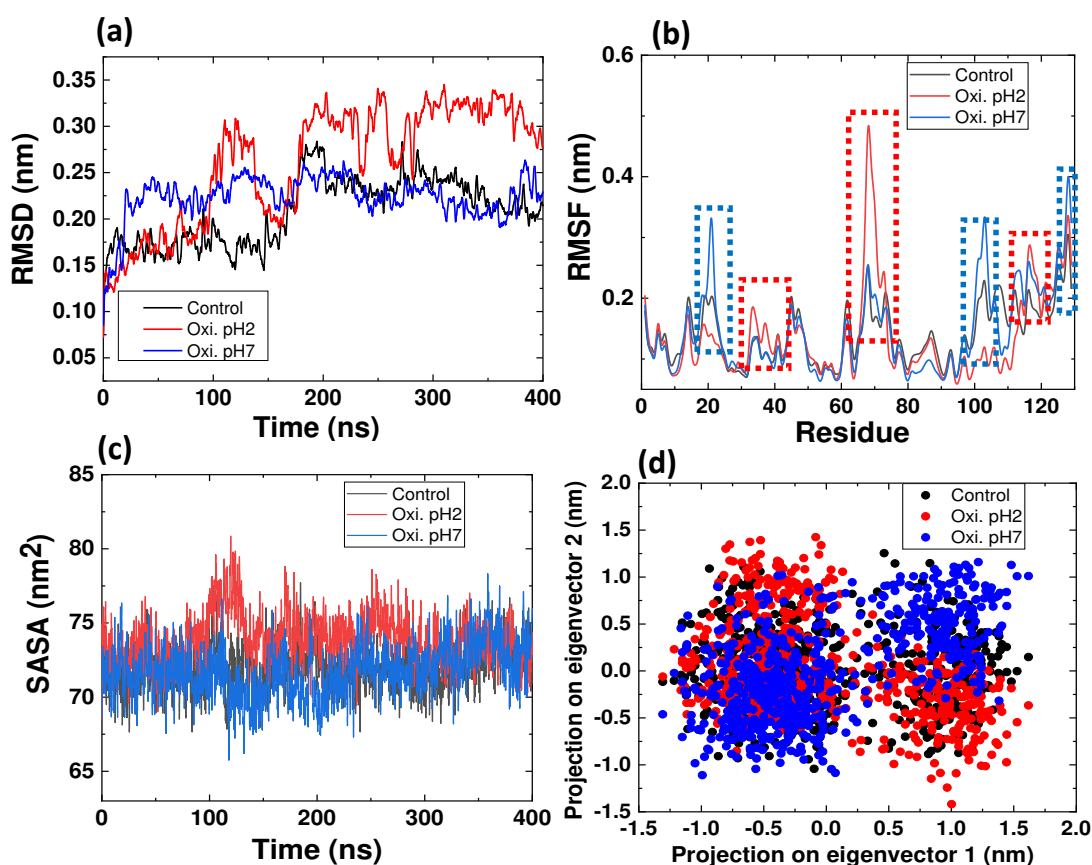 (a)
RMSD (nm)
0.35
0.30
0.25
0.20
0.15
0.10
0.05
Control
Oxi. pH2
Oxi. pH7
0 100 200 300 400
Time (ns)
(b)
RMSF (nm)
0.6
0.4
0.2
Control
Oxi. pH2
Oxi. pH7
0 20 40 60 80 100 120
Residue
(c)
SASA (nm2)
85
80
75
70
65
Control
Oxi. pH2
Oxi. pH7
0 100 200 300 400
Time (ns)
(d)
Projection on eigenvector 2 (nm)
2.0
1.5
1.0
0.5
0.0
-0.5
-1.0
-1.5
Control
Oxi. pH2
Oxi. pH7
-1.5 -1.0 -0.5 0.0 0.5 1.0 1.5 2.0
Projection on eigenvector 1 (nm)